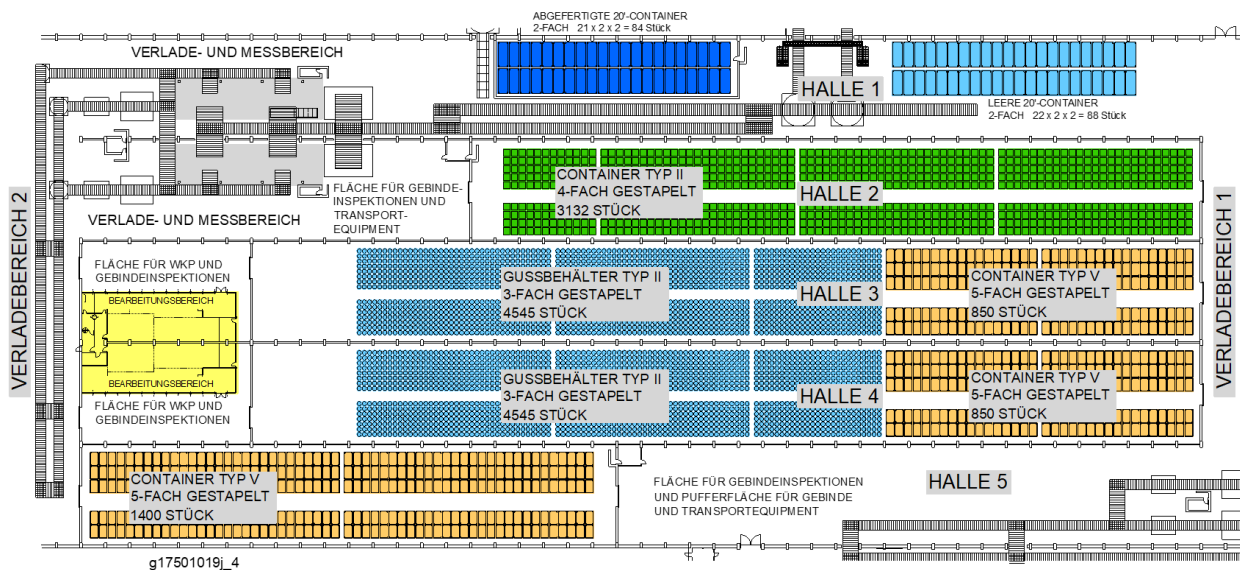 ABGEFERTIGTE 20'-CONTAINER
2-FACH 21 x 2 x 2 = 84 Stück
VERLADE- UND MESSBEREICH
HALLE 1
LEERE 20'-CONTAINER
2-FACH 22 x 2 x 2 = 88 Stück
CONTAINER TYP II
4-FACH GESTAPELT
3132 STÜCK
HALLE 2
FLÄCHE FÜR GEBINDE-
INSPEKTIONEN UND
TRANSPORT-
EQUIPMENT
VERLADE- UND MESSBEREICH
VERLADEBEREICH 2
VERLADEBEREICH 1
FLÄCHE FÜR WKP UND
GEBINDEINSPEKTIONEN
BEARBEITUNGSBEREICH
GUSSBEHÄLTER TYP II
3-FACH GESTAPELT
4545 STÜCK
HALLE 3
CONTAINER TYP V
5-FACH GESTAPELT
850 STÜCK
BEARBEITUNGSBEREICH
FLÄCHE FÜR WKP UND
GEBINDEINSPEKTIONEN
GUSSBEHÄLTER TYP II
3-FACH GESTAPELT
4545 STÜCK
HALLE 4
CONTAINER TYP V
5-FACH GESTAPELT
850 STÜCK
CONTAINER TYP V
5-FACH GESTAPELT
1400 STÜCK
FLÄCHE FÜR GEBINDEINSPEKTIONEN
UND PUFFERFLÄCHE FÜR GEBINDE
UND TRANSPORTEQUIPMENT
HALLE 5
g17501019j_4